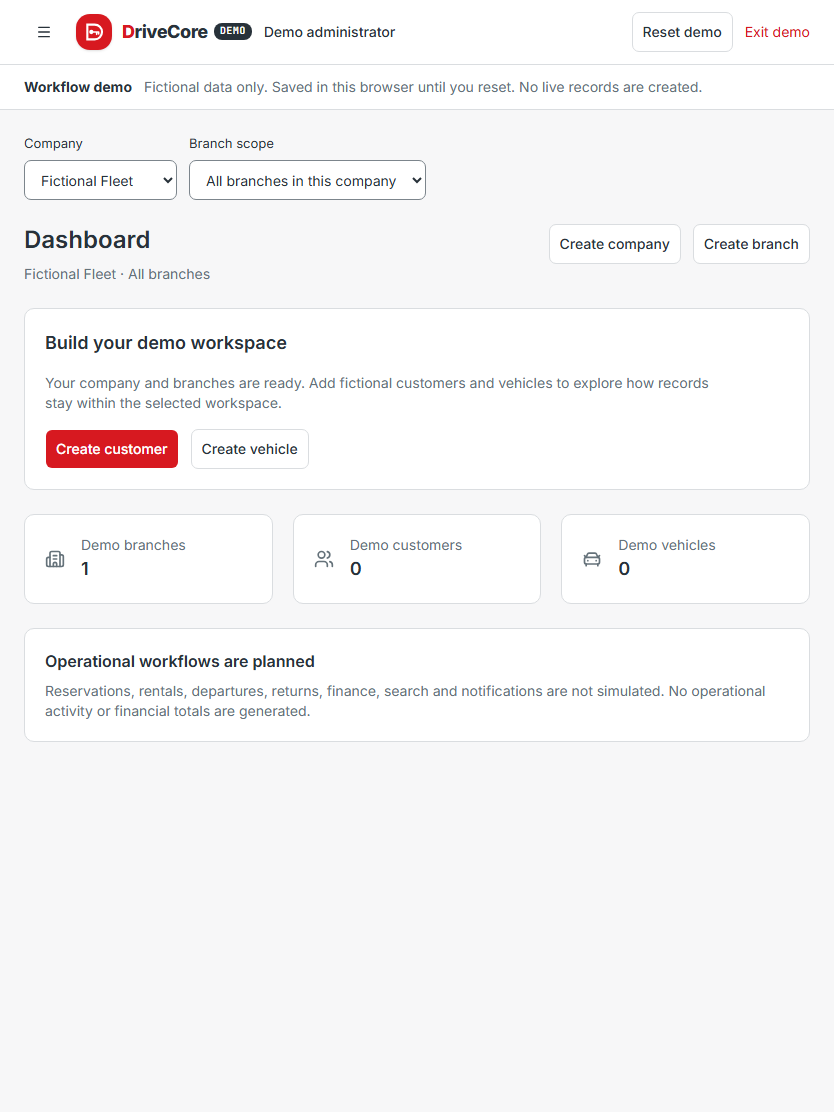 DriveCore DEMO Demo administrator Reset demo Exit demo
Workflow demo Fictional data only. Saved in this browser until you reset. No live records are created.
Company Branch scope
Fictional Fleet All branches in this company
Dashboard Create company Create branch
Fictional Fleet · All branches
Build your demo workspace
Your company and branches are ready. Add fictional customers and vehicles to explore how records
stay within the selected workspace.
Create customer Create vehicle
Demo branches
1
Demo customers
0
Demo vehicles
0
Operational workflows are planned
Reservations, rentals, departures, returns, finance, search and notifications are not simulated. No operational
activity or financial totals are generated.